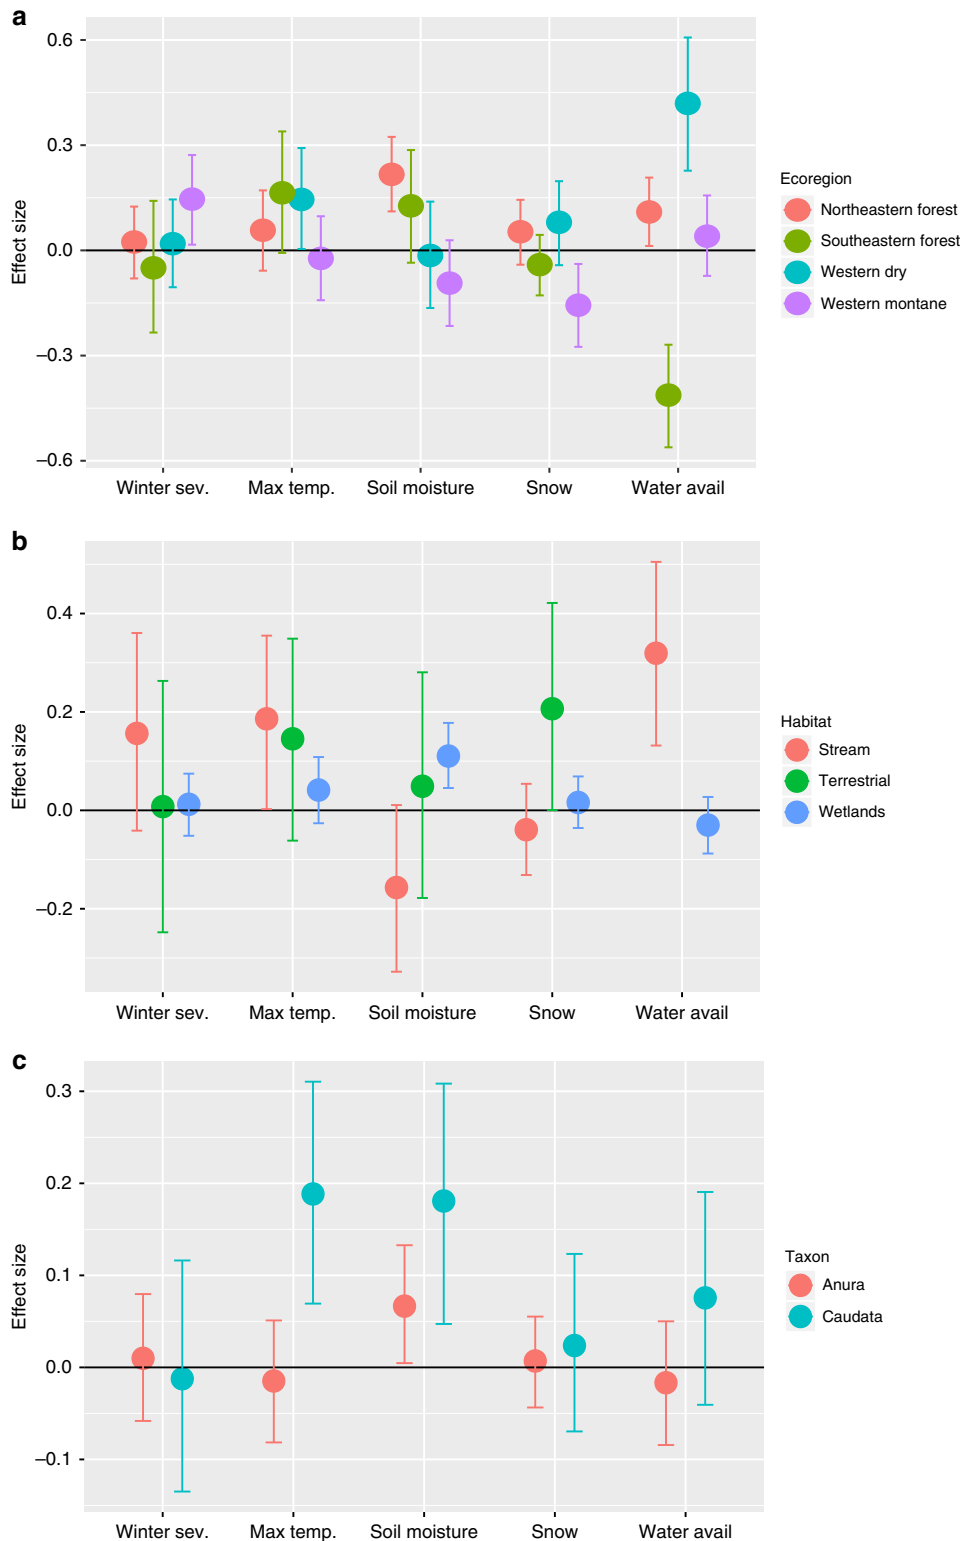 a
0.6
0.3
0.0
–0.3
–0.6
Effect size
Winter sev. Max temp. Soil moisture Snow Water avail
Ecoregion
Northeastern forest
Southeastern forest
Western dry
Western montane
b
0.4
0.2
0.0
–0.2
Effect size
Winter sev. Max temp. Soil moisture Snow Water avail
Habitat
Stream
Terrestrial
Wetlands
c
0.3
0.2
0.1
0.0
–0.1
Effect size
Winter sev. Max temp. Soil moisture Snow Water avail
Taxon
Anura
Caudata